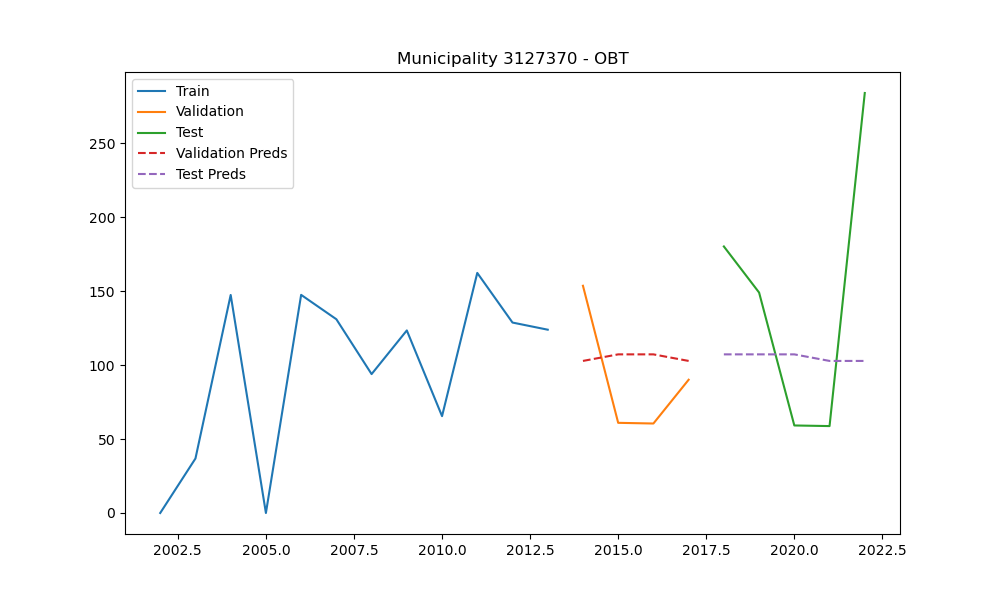 Municipality 3127370 - OBT
Train
Validation
Test
Validation Preds
Test Preds
250
200
150
100
50
0
2002.5 2005.0 2007.5 2010.0 2012.5 2015.0 2017.5 2020.0 2022.5